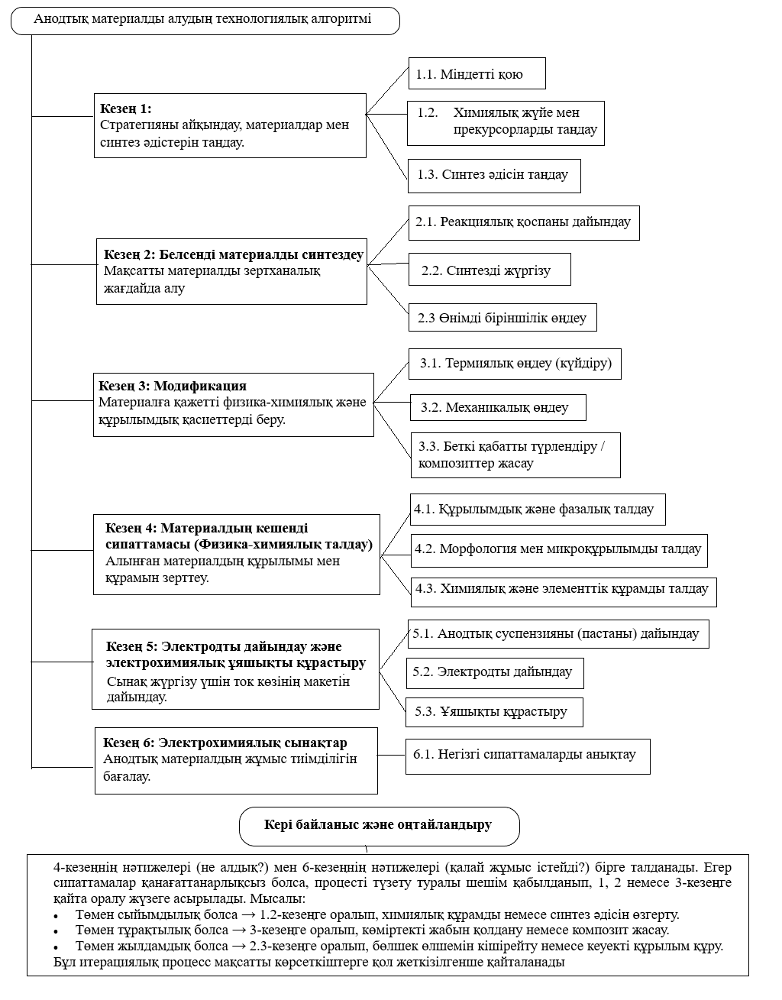 Анодтық материалды алудың технологиялық алгоритмі
Кезең 1:
Стратегияны айқындау, материалдар мен
синтез әдістерін таңдау.
1.1. Міндетті қою
1.2. Химиялық жүйе мен
прекурсорларды таңдау
1.3. Синтез әдісін таңдау
Кезең 2: Белсенді материалды синтездеу
Мақсатты материалды зертханалық
жағдайда алу
2.1. Реакциялық қоспаны дайындау
2.2. Синтезді жүргізу
2.3 Өнімді біріншілік өңдеу
Кезең 3: Модификация
Материалға қажетті физика-химиялық және
құрылымдық қасиеттерді беру.
3.1. Термиялық өңдеу (күйдіру)
3.2. Механикалық өңдеу
3.3. Беткі қабатты түрлендіру /
композиттер жасау
Кезең 4: Материалдың кешенді
сипаттамасы (Физика-химиялық талдау)
Алынған материалдың құрылымы мен
құрамын зерттеу.
4.1. Құрылымдық және фазалық талдау
4.2. Морфология мен микроқұрылымды талдау
4.3. Химиялық және элементтік құрамды талдау
Кезең 5: Электродты дайындау және
электрохимиялық ұяшықты құрастыру
Сынақ жүргізу үшін ток көзінің макетін
дайындау.
5.1. Анодтық суспензияны (пастаны) дайындау
5.2. Электродты дайындау
5.3. Ұяшықты құрастыру
Кезең 6: Электрохимиялық сынақтар
Анодтық материалдың жұмыс тиімділігін
бағалау.
6.1. Негізгі сипаттамаларды анықтау
Кері байланыс және оңтайландыру
4-кезеңнің нәтижелері (не алдық?) мен 6-кезеңнің нәтижелері (қалай жұмыс істейді?) бірге талданады. Егер
сипаттамалар қанағаттанарлықсыз болса, процесті түзету туралы шешім қабылданып, 1, 2 немесе 3-кезеңге
қайта оралу жүзеге асырылады. Мысалы:
• Төмен сыйымдылық болса → 1.2-кезеңге оралып, химиялық құрамды немесе синтез әдісін өзгерту.
• Төмен тұрақтылық болса → 3-кезеңге оралып, көміртекті жабын қолдану немесе композит жасау.
• Төмен жылдамдық болса → 2.3-кезеңге оралып, бөлшек өлшемін кішірейту немесе кеуекті құрылым құру.
Бұл итерациялық процесс мақсатты көрсеткіштерге қол жеткізілгенше қайталанады